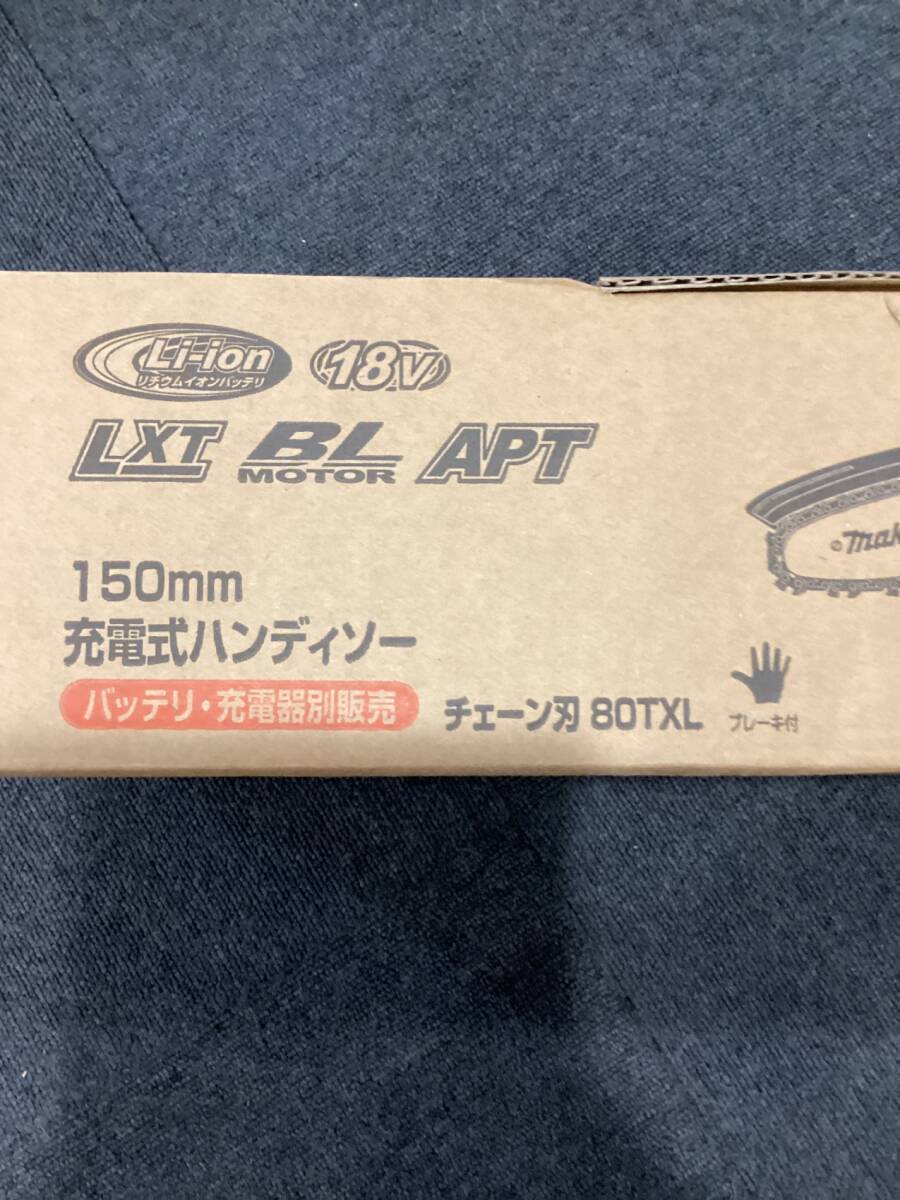 Li-ion
リチウムイオンバッテリ
18V
LXT BL MOTOR APT
mak
150mm
充電式ハンディソー
バッテリ・充電器別販売
チェーン刃 80TXL
ブレーキ付